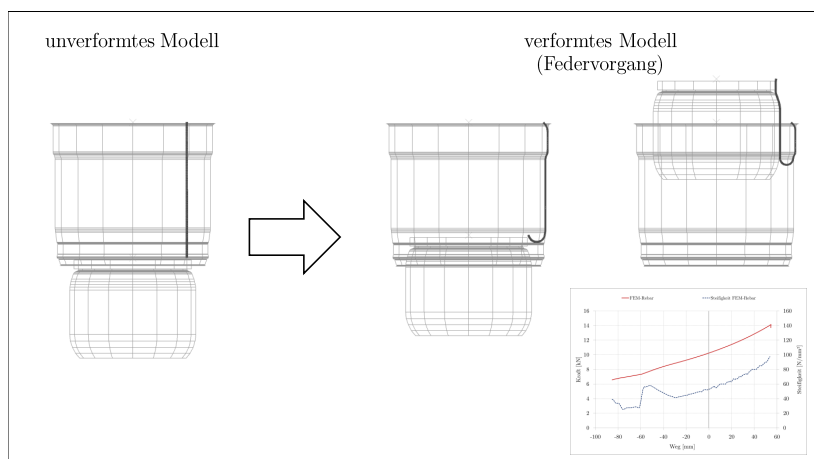 unverformtes Modell
verformtes Modell
(Federvorgang)
FEM-Rebar
Steifigkeit FEM-Rebar
16
14
12
10
8
6
4
2
0
Kraft [kN]
160
140
120
100
80
60
40
20
0
Steifigkeit [N/mm²]
-100 -80 -60 -40 -20 0 20 40 60
Weg [mm]